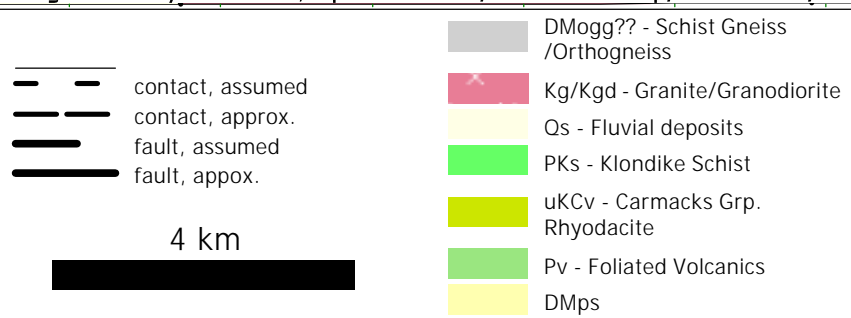 contact, assumed
contact, approx.
fault, assumed
fault, appox.
4 km
DMogg?? - Schist Gneiss
/Orthogneiss
Kg/Kgd - Granite/Granodiorite
Qs - Fluvial deposits
PKs - Klondike Schist
uKCv - Carmacks Grp.
Rhyodacite
Pv - Foliated Volcanics
DMps